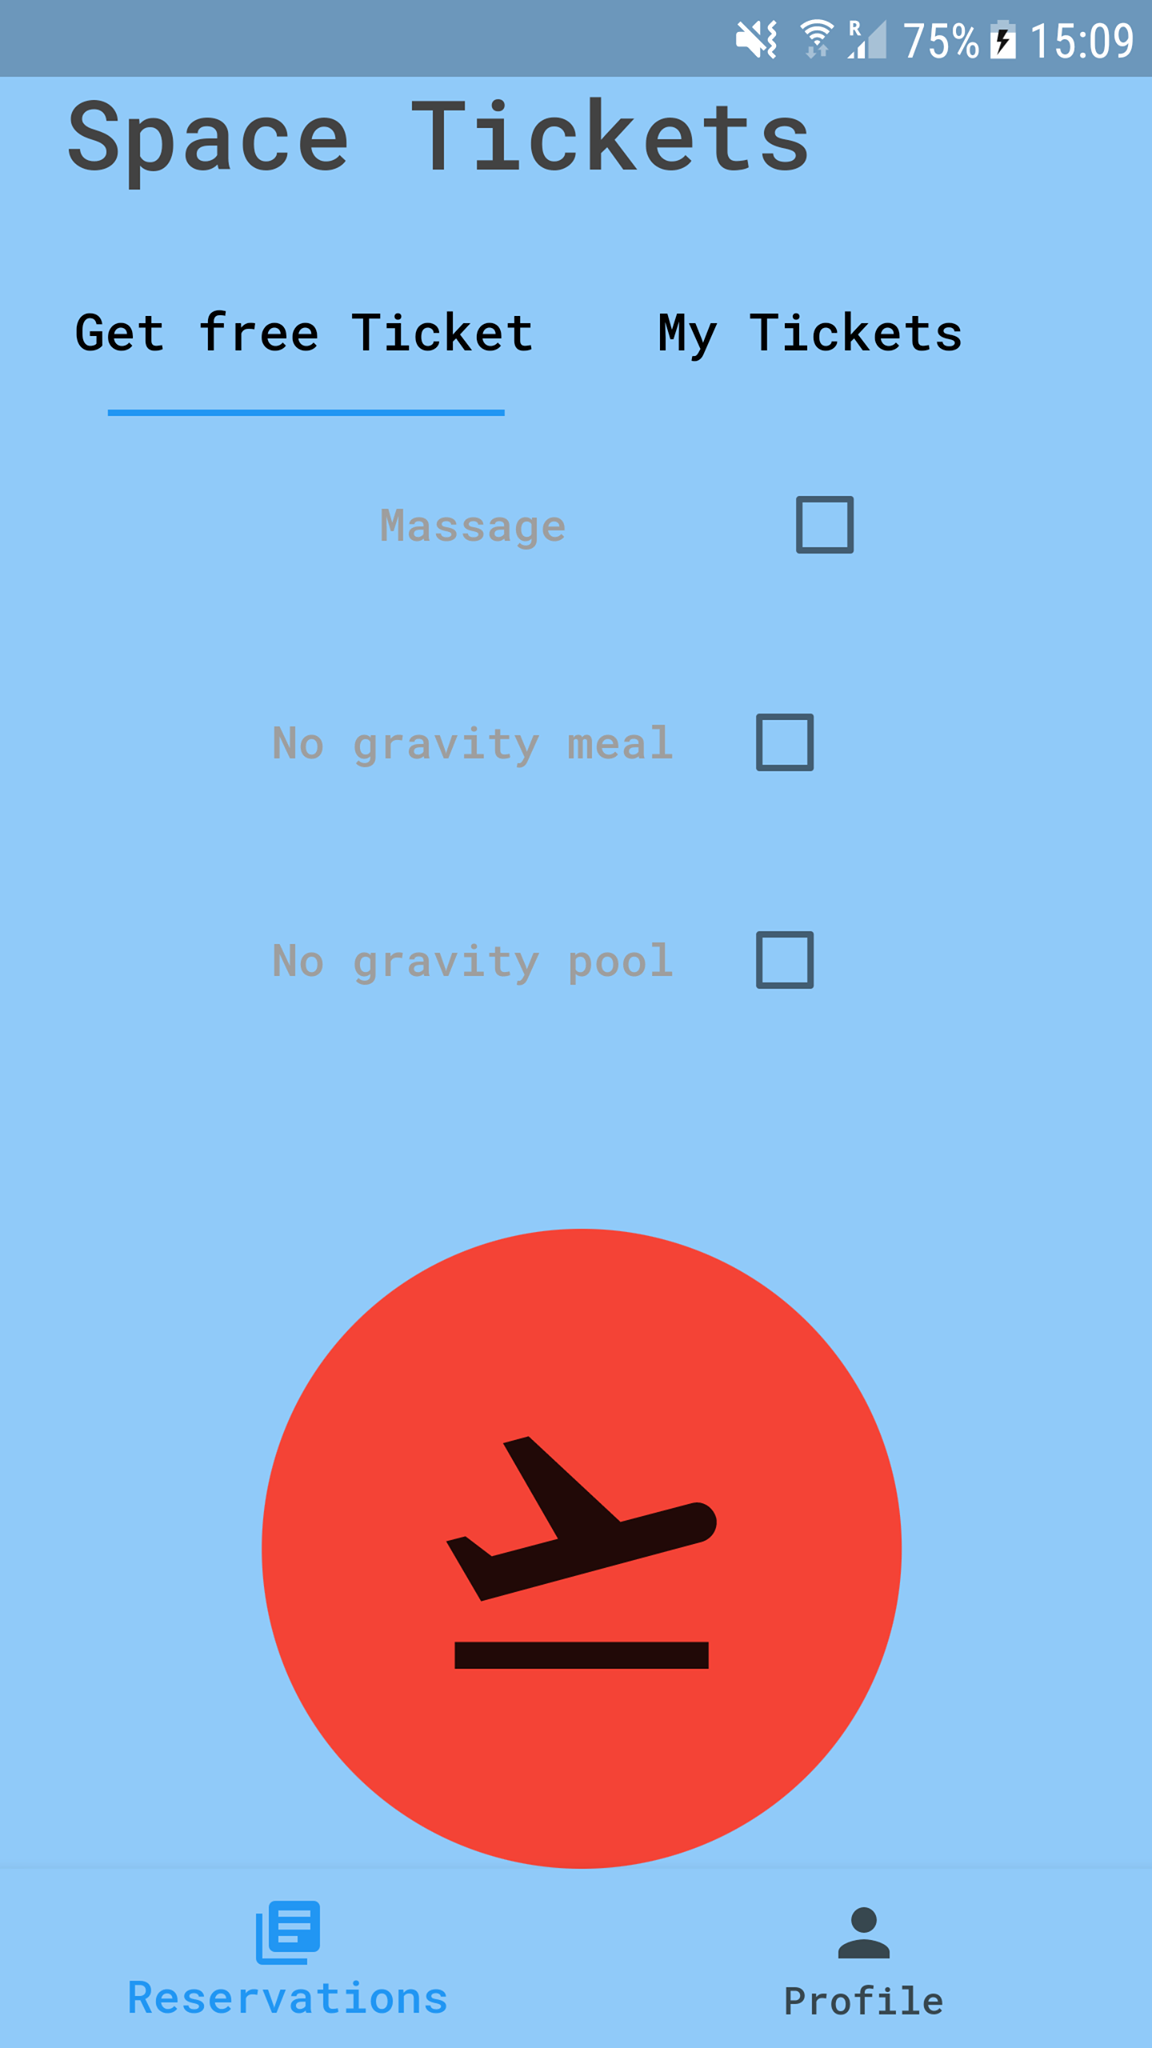 R 75% 15:09
Space Tickets
Get free Ticket My Tickets
Massage
No gravity meal
No gravity pool
Reservations Profile